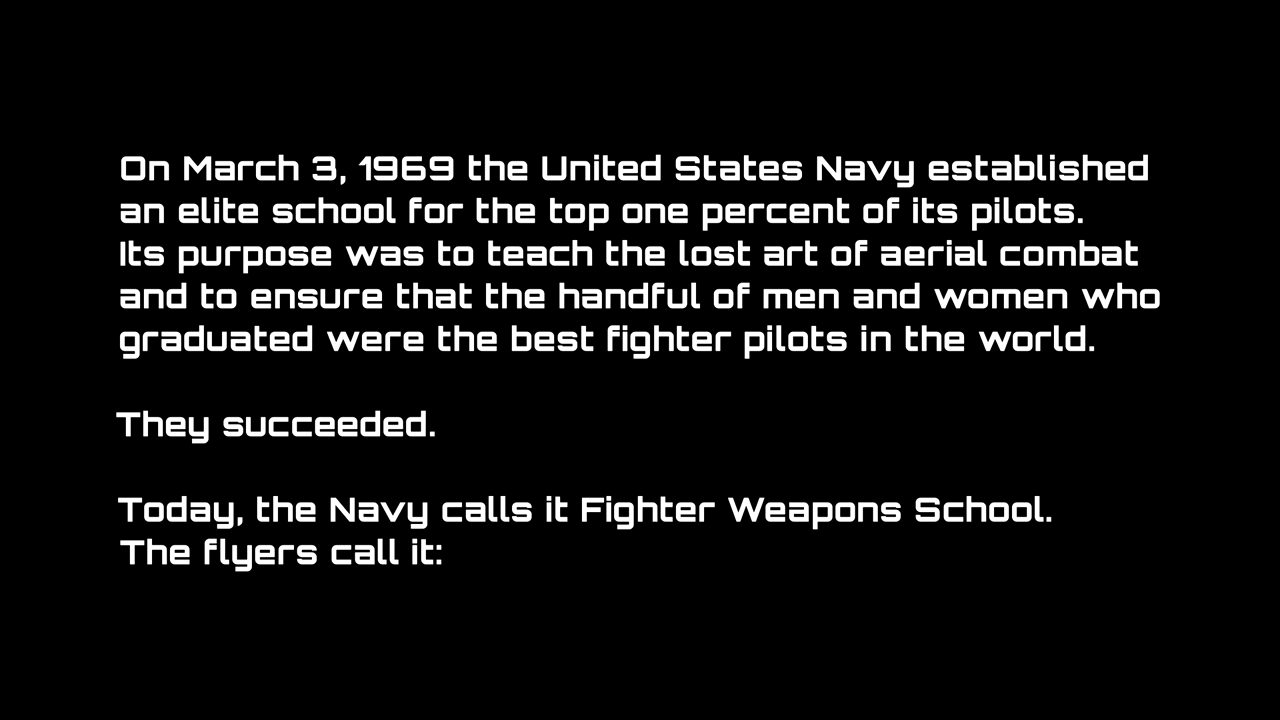 On March 3, 1969 the United States Navy established
an elite school for the top one percent of its pilots.
Its purpose was to teach the lost art of aerial combat
and to ensure that the handful of men and women who
graduated were the best fighter pilots in the world.
They succeeded.
Today, the Navy calls it Fighter Weapons School.
The flyers call it: